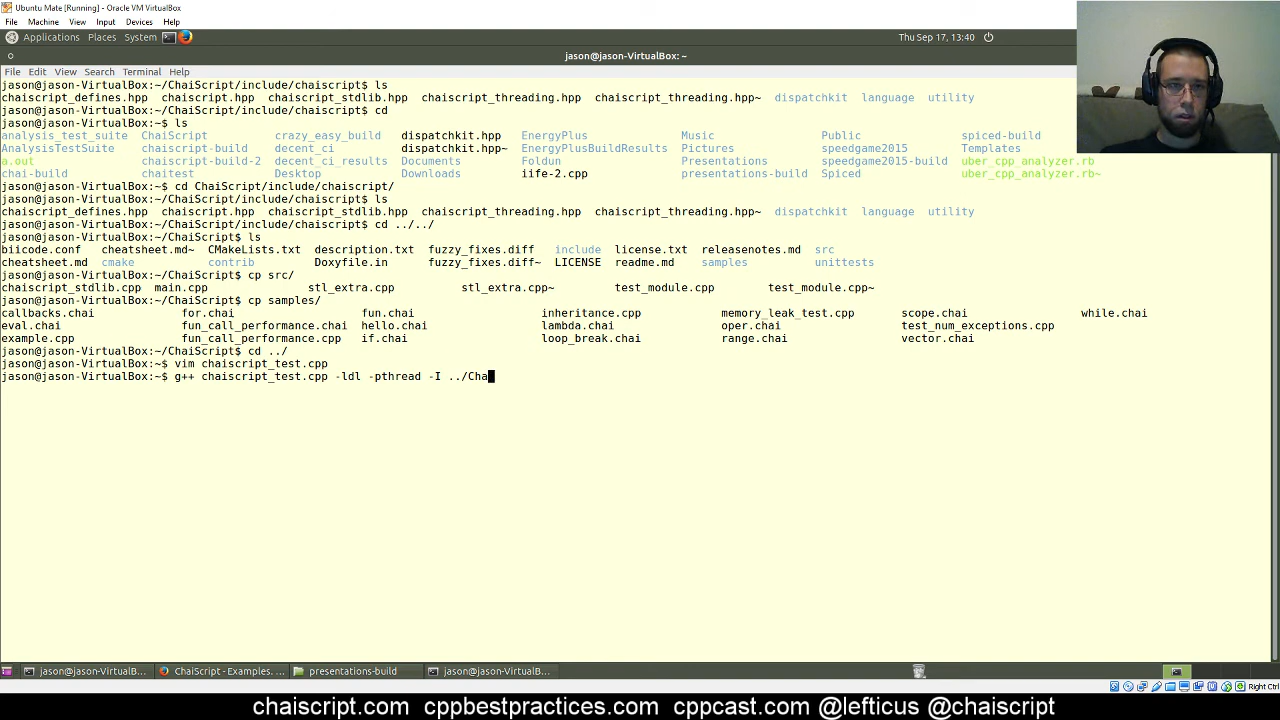 Ubuntu Mate [Running] - Oracle VM VirtualBox
File Machine View Input Devices Help
Applications Places System Thu Sep 17, 13:40
jason@jason-VirtualBox: ~
File Edit View Search Terminal Help
jason@jason-VirtualBox:~/ChaiScript/include/chaiscript$ ls
chaiscript_defines.hpp chaiscript.hpp chaiscript_stdlib.hpp chaiscript_threading.hpp chaiscript_threading.hpp~ dispatchkit language utility
jason@jason-VirtualBox:~/ChaiScript/include/chaiscript$ cd
jason@jason-VirtualBox:~$ ls
analysis_test_suite ChaiScript crazy_easy_build dispatchkit.hpp EnergyPlus Music Public spiced-build
AnalysisTestSuite chaiscript-build decent_ci dispatchkit.hpp~ EnergyPlusBuildResults Pictures speedgame2015 Templates
a.out chaiscript-build-2 decent_ci_results Documents Foldun Presentations speedgame2015-build uber_cpp_analyzer.rb
chai-build chaitest Desktop Downloads iife-2.cpp presentations-build Spiced uber_cpp_analyzer.rb~
jason@jason-VirtualBox:~$ cd ChaiScript/include/chaiscript/
jason@jason-VirtualBox:~/ChaiScript/include/chaiscript$ ls
chaiscript_defines.hpp chaiscript.hpp chaiscript_stdlib.hpp chaiscript_threading.hpp chaiscript_threading.hpp~ dispatchkit language utility
jason@jason-VirtualBox:~/ChaiScript/include/chaiscript$ cd ../../
jason@jason-VirtualBox:~/ChaiScript$ ls
biicode.conf cheatsheet.md~ CMakeLists.txt description.txt fuzzy_fixes.diff include license.txt releasenotes.md src
cheatsheet.md cmake contrib Doxyfile.in fuzzy_fixes.diff~ LICENSE readme.md samples unittests
jason@jason-VirtualBox:~/ChaiScript$ cp src/
chaiscript_stdlib.cpp main.cpp stl_extra.cpp stl_extra.cpp~ test_module.cpp test_module.cpp~
jason@jason-VirtualBox:~/ChaiScript$ cp samples/
callbacks.chai for.chai fun.chai inheritance.cpp memory_leak_test.cpp scope.chai while.chai
eval.chai fun_call_performance.chai hello.chai lambda.chai oper.chai test_num_exceptions.cpp
example.cpp fun_call_performance.cpp if.chai loop_break.chai range.chai vector.chai
jason@jason-VirtualBox:~/ChaiScript$ cd ../
jason@jason-VirtualBox:~$ vim chaiscript_test.cpp
jason@jason-VirtualBox:~$ g++ chaiscript_test.cpp -ldl -pthread -I ../Cha
jason@jason-VirtualB... ChaiScript - Examples. ... presentations-build jason@jason-VirtualB...
Right Ctrl
chaiscript.com cppbestpractices.com cppcast.com @lefticus @chaiscript